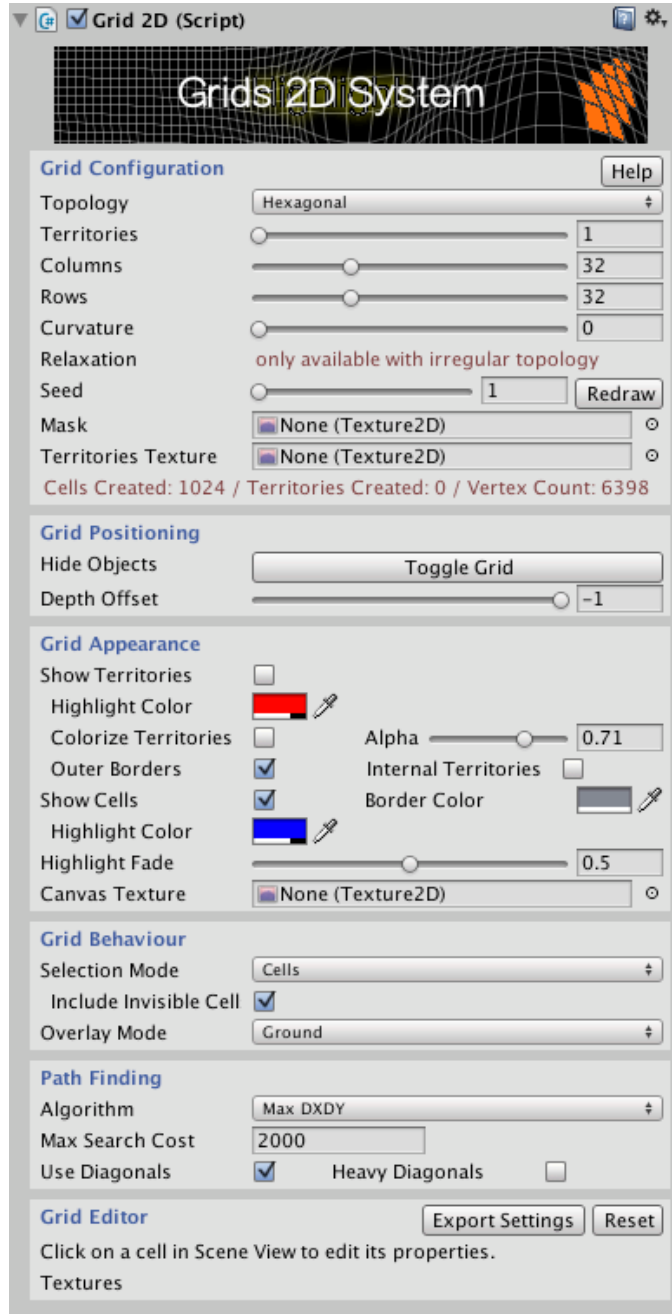 Grid 2D (Script)
Grids 2D System
Grid Configuration Help
Topology Hexagonal
Territories 1
Columns 32
Rows 32
Curvature 0
Relaxation only available with irregular topology
Seed 1 Redraw
Mask None (Texture2D)
Territories Texture None (Texture2D)
Cells Created: 1024 / Territories Created: 0 / Vertex Count: 6398
Grid Positioning
Hide Objects Toggle Grid
Depth Offset -1
Grid Appearance
Show Territories
Highlight Color
Colorize Territories Alpha 0.71
Outer Borders Internal Territories
Show Cells Border Color
Highlight Color
Highlight Fade 0.5
Canvas Texture None (Texture2D)
Grid Behaviour
Selection Mode Cells
Include Invisible Cell
Overlay Mode Ground
Path Finding
Algorithm Max DXDY
Max Search Cost 2000
Use Diagonals Heavy Diagonals
Grid Editor Export Settings Reset
Click on a cell in Scene View to edit its properties.
Textures